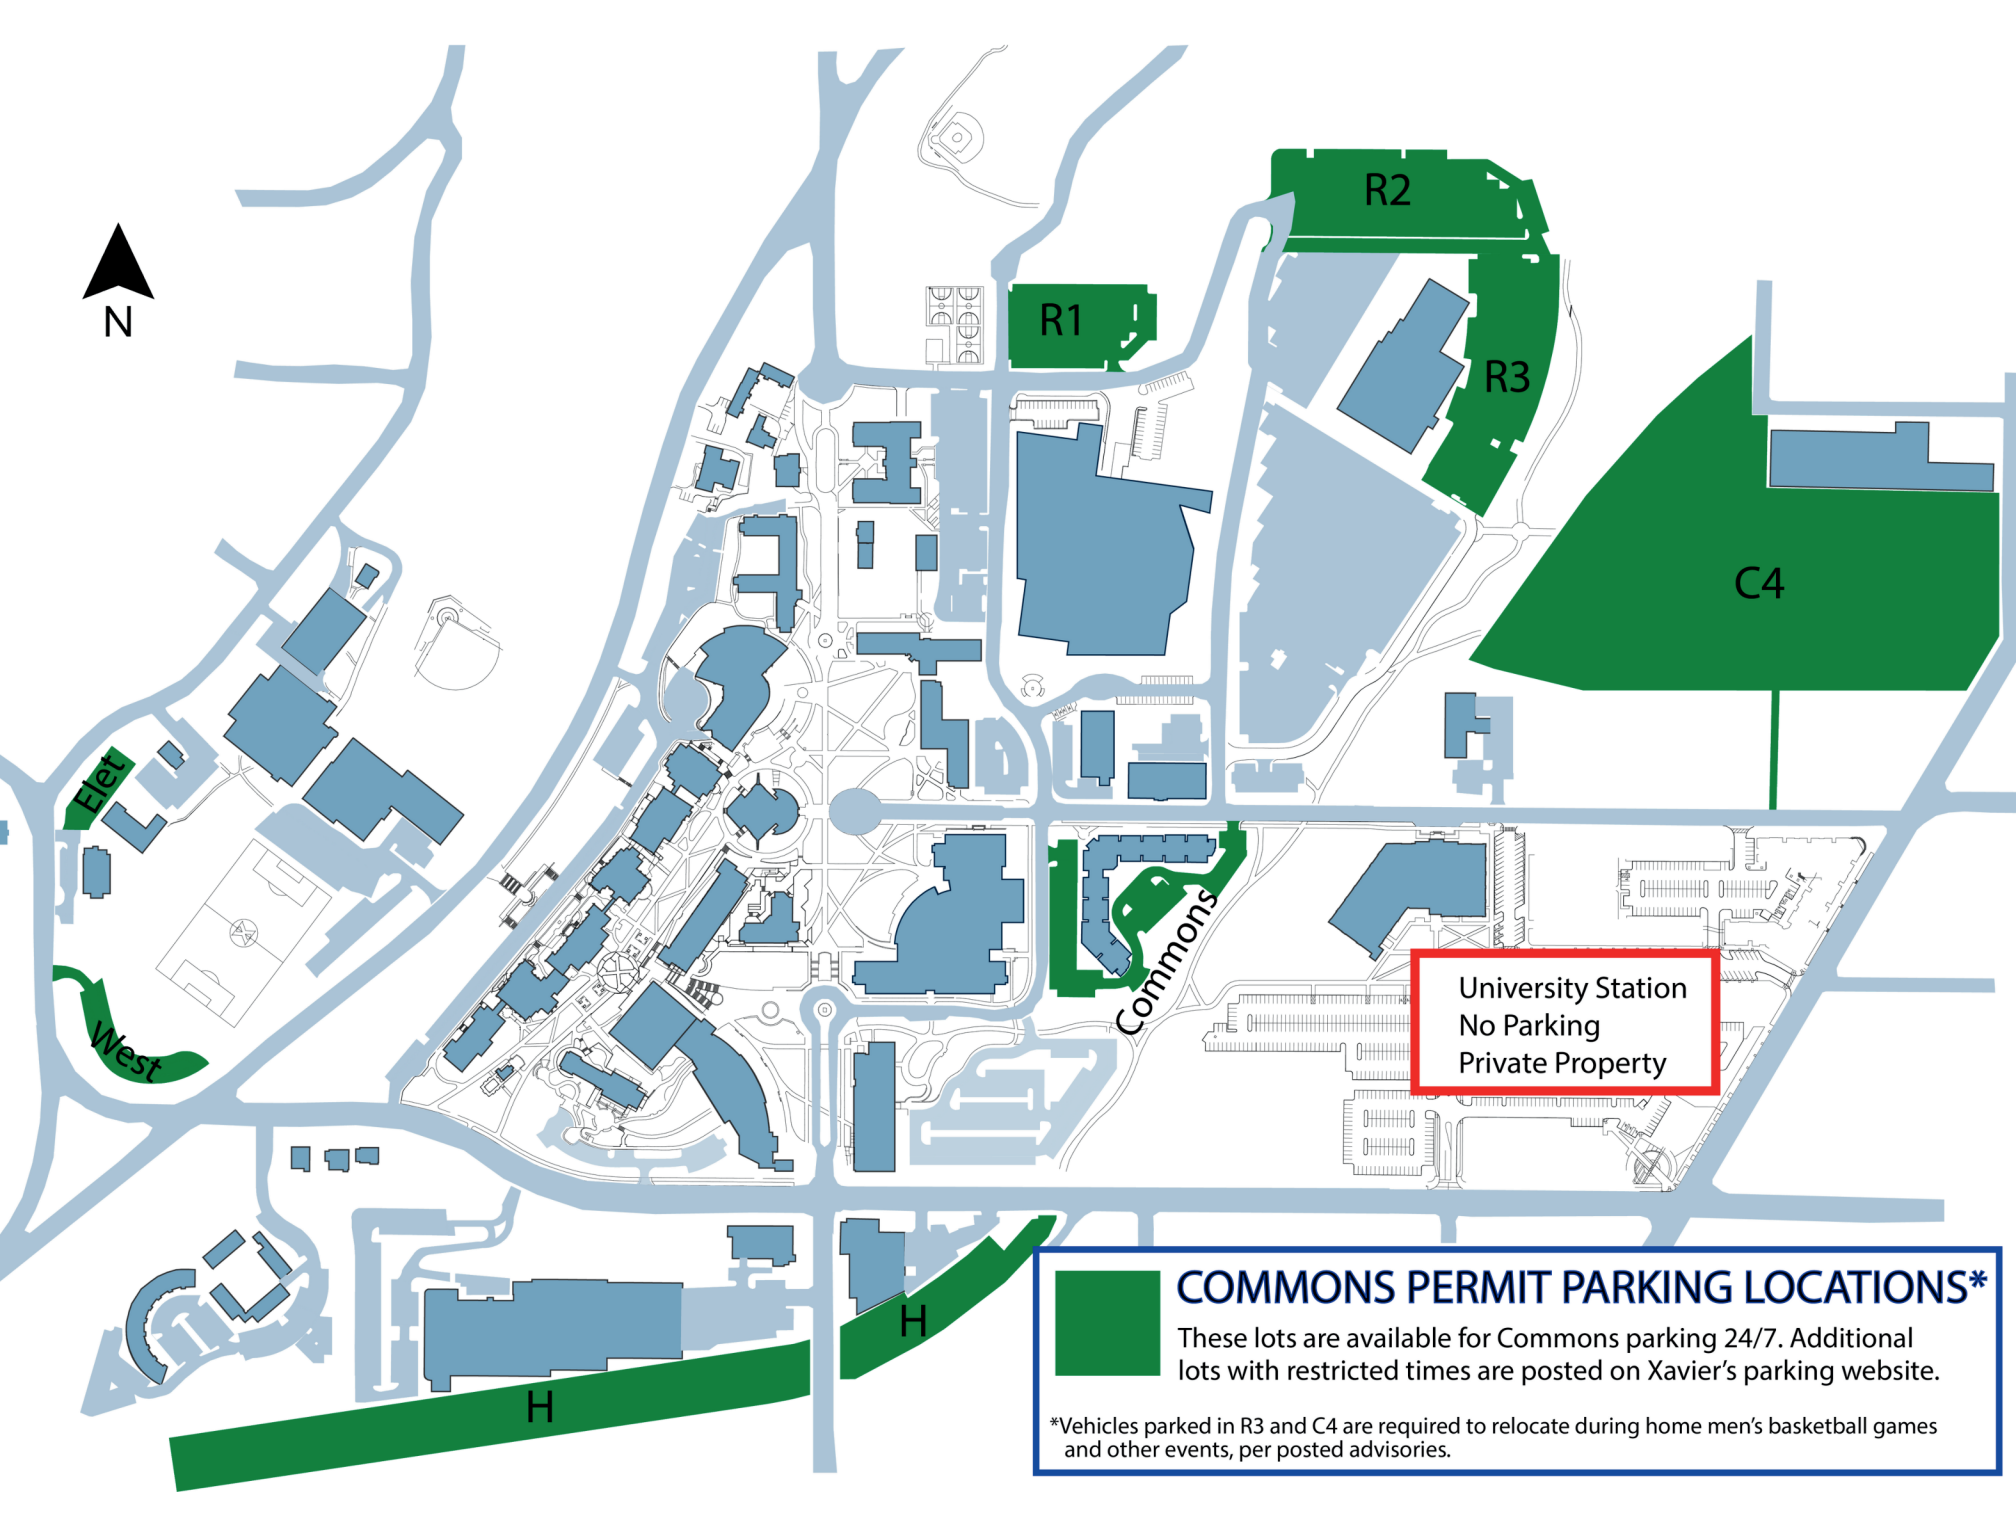 R2
N
R1
R3
C4
Elet
Commons
University Station
No Parking
Private Property
West
COMMONS PERMIT PARKING LOCATIONS*
These lots are available for Commons parking 24/7. Additional
lots with restricted times are posted on Xavier’s parking website.
H
H
*Vehicles parked in R3 and C4 are required to relocate during home men’s basketball games
and other events, per posted advisories.